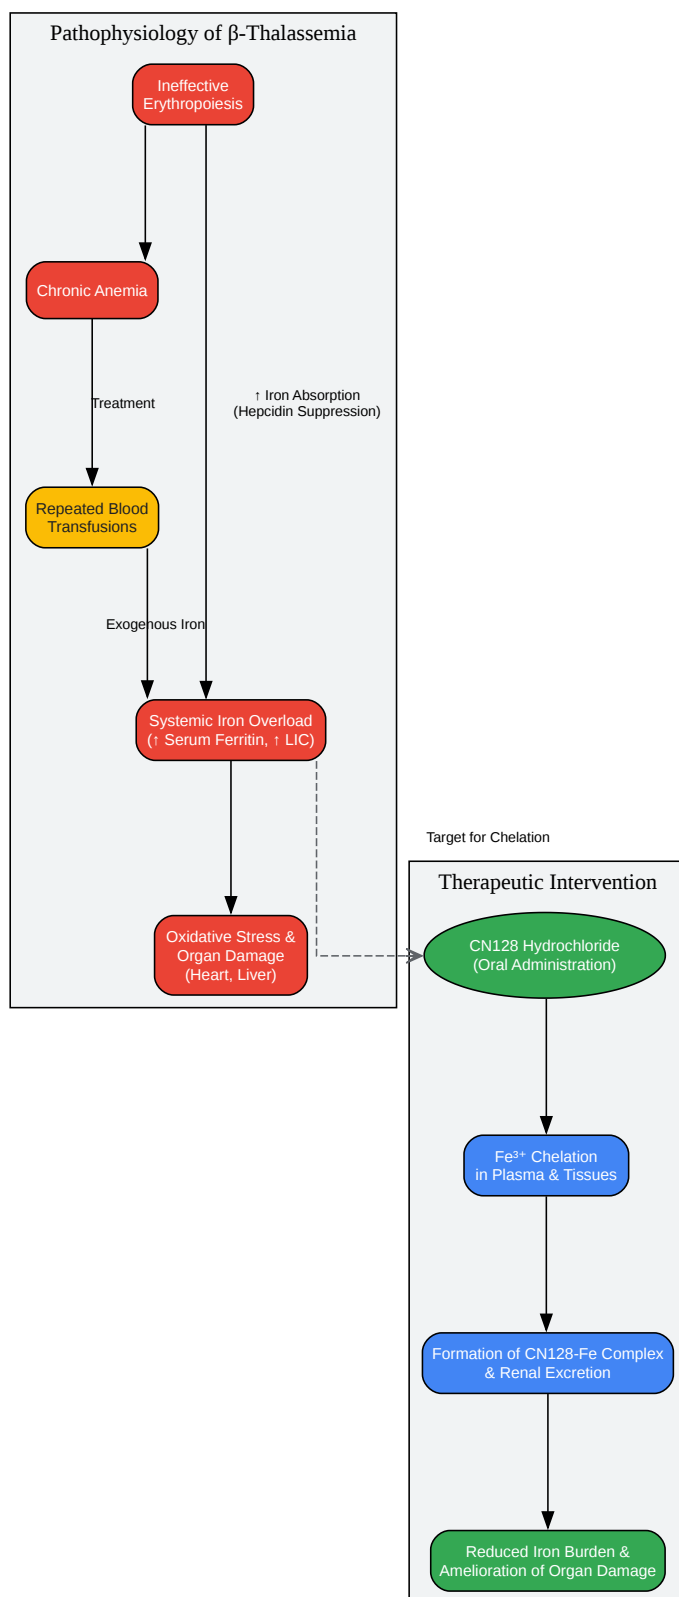 Pathophysiology of β-Thalassemia
Ineffective
Erythropoiesis
Chronic Anemia
↑ Iron Absorption
(Hepcidin Suppression)
Treatment
Repeated Blood
Transfusions
Exogenous Iron
Systemic Iron Overload
(↑ Serum Ferritin, ↑ LIC)
Oxidative Stress &
Organ Damage
(Heart, Liver)
Target for Chelation
Therapeutic Intervention
CN128 Hydrochloride
(Oral Administration)
Fe³⁺ Chelation
in Plasma & Tissues
Formation of CN128-Fe Complex
& Renal Excretion
Reduced Iron Burden &
Amelioration of Organ Damage